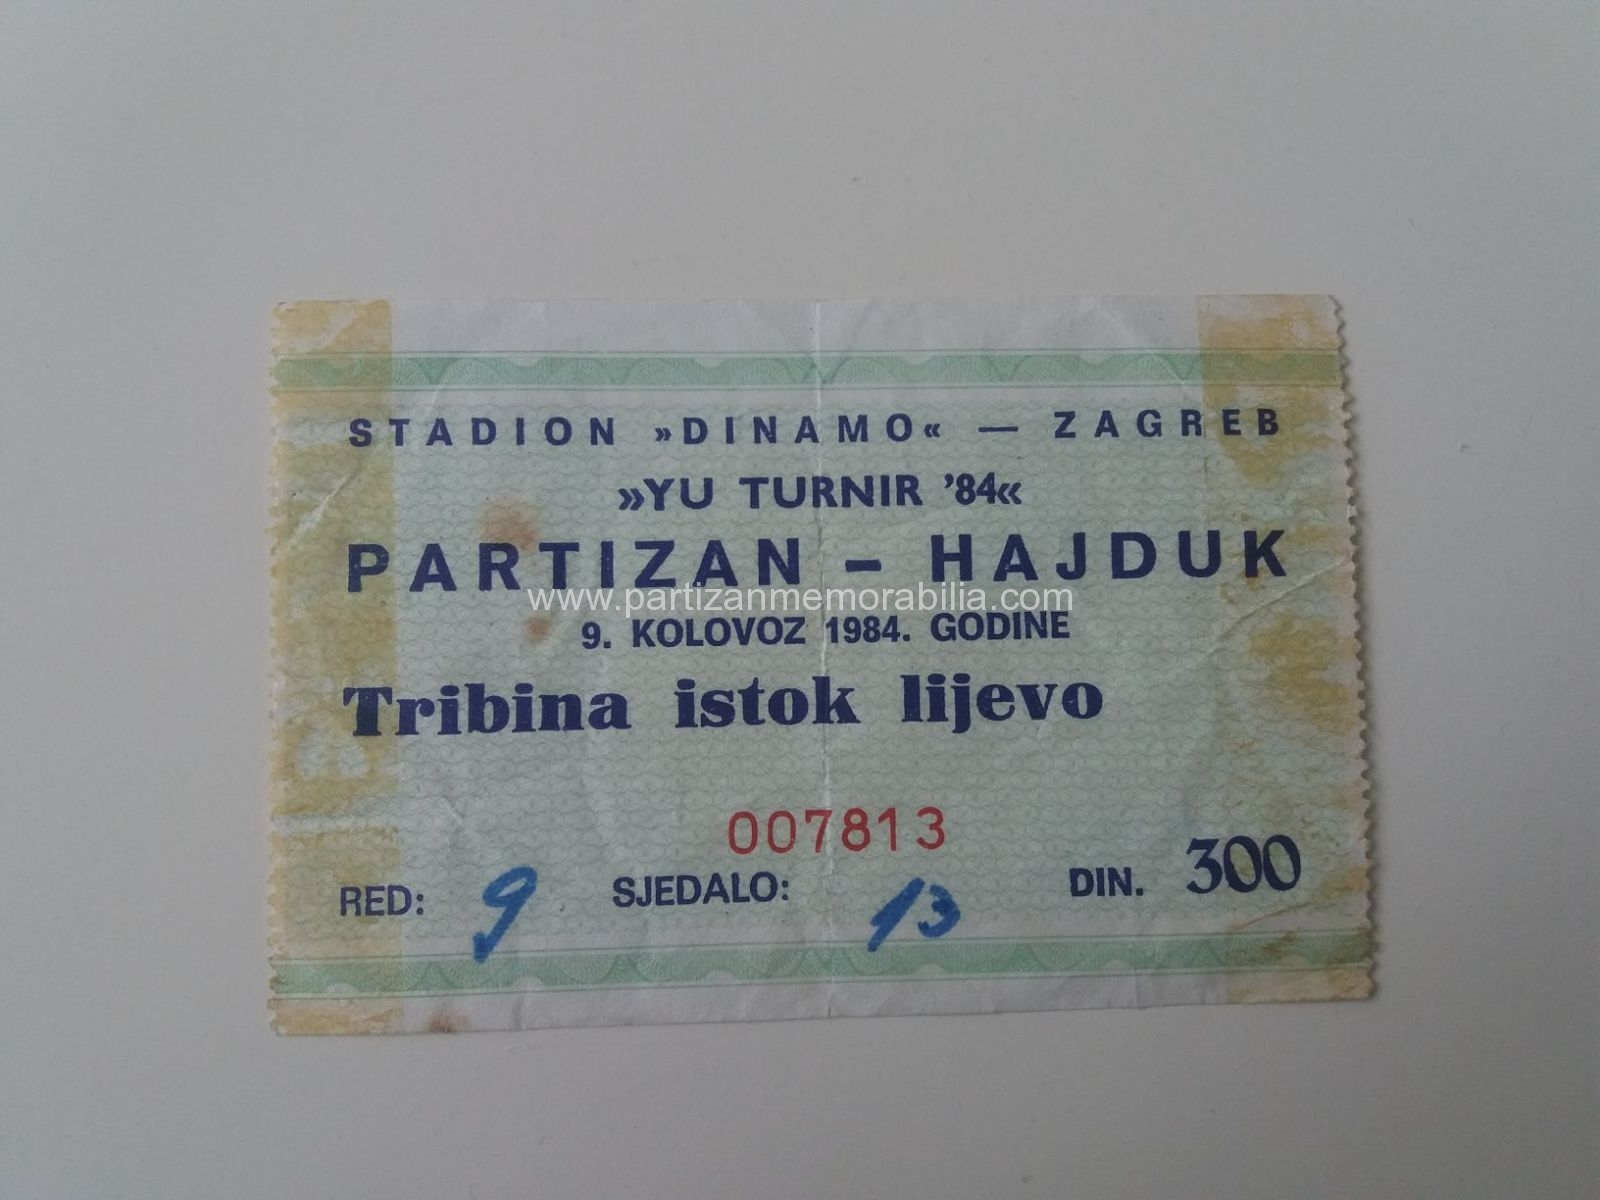 STADION »DINAMO« — ZAGREB
»YU TURNIR '84«
PARTIZAN – HAJDUK
www.partizanmemorabilia.com
9. KOLOVOZ 1984. GODINE
Tribina istok lijevo
007813
RED: 9 SJEDALO: 13 DIN. 300